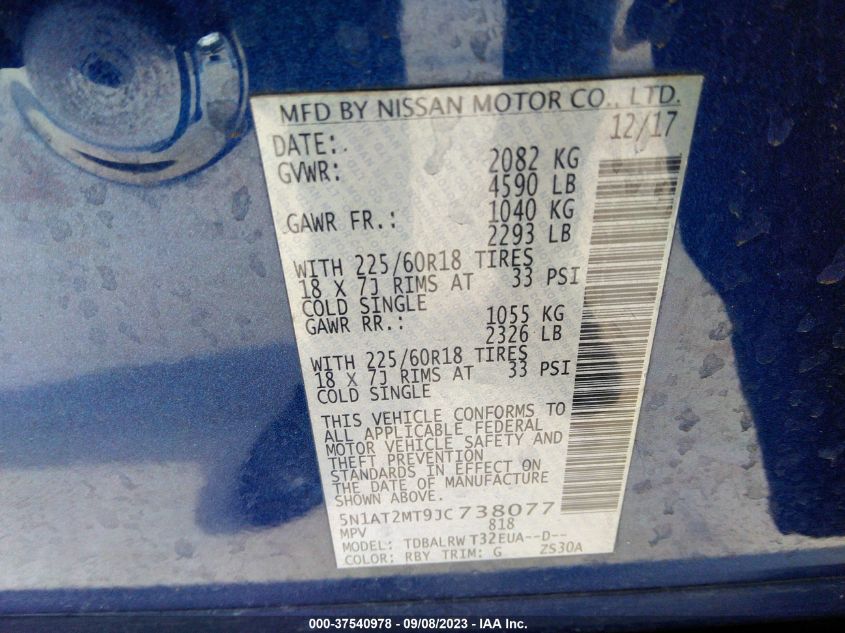 MFD BY NISSAN MOTOR CO., LTD.
DATE: 12/17
GVWR: 2082 KG
4590 LB
GAWR FR.: 1040 KG
2293 LB
WITH 225/60R18 TIRES
18 X 7J RIMS AT 33 PSI
COLD SINGLE
GAWR RR.: 1055 KG
2326 LB
WITH 225/60R18 TIRES
18 X 7J RIMS AT 33 PSI
COLD SINGLE
THIS VEHICLE CONFORMS TO
ALL APPLICABLE FEDERAL
MOTOR VEHICLE SAFETY AND
THEFT PREVENTION
STANDARDS IN EFFECT ON
THE DATE OF MANUFACTURE
SHOWN ABOVE.
5N1AT2MT9JC738077
MPV 818
MODEL: TDBALRW T32EUA--D--
COLOR: RBY TRIM: G ZS30A
000-37540978 - 09/08/2023 - IAA Inc.